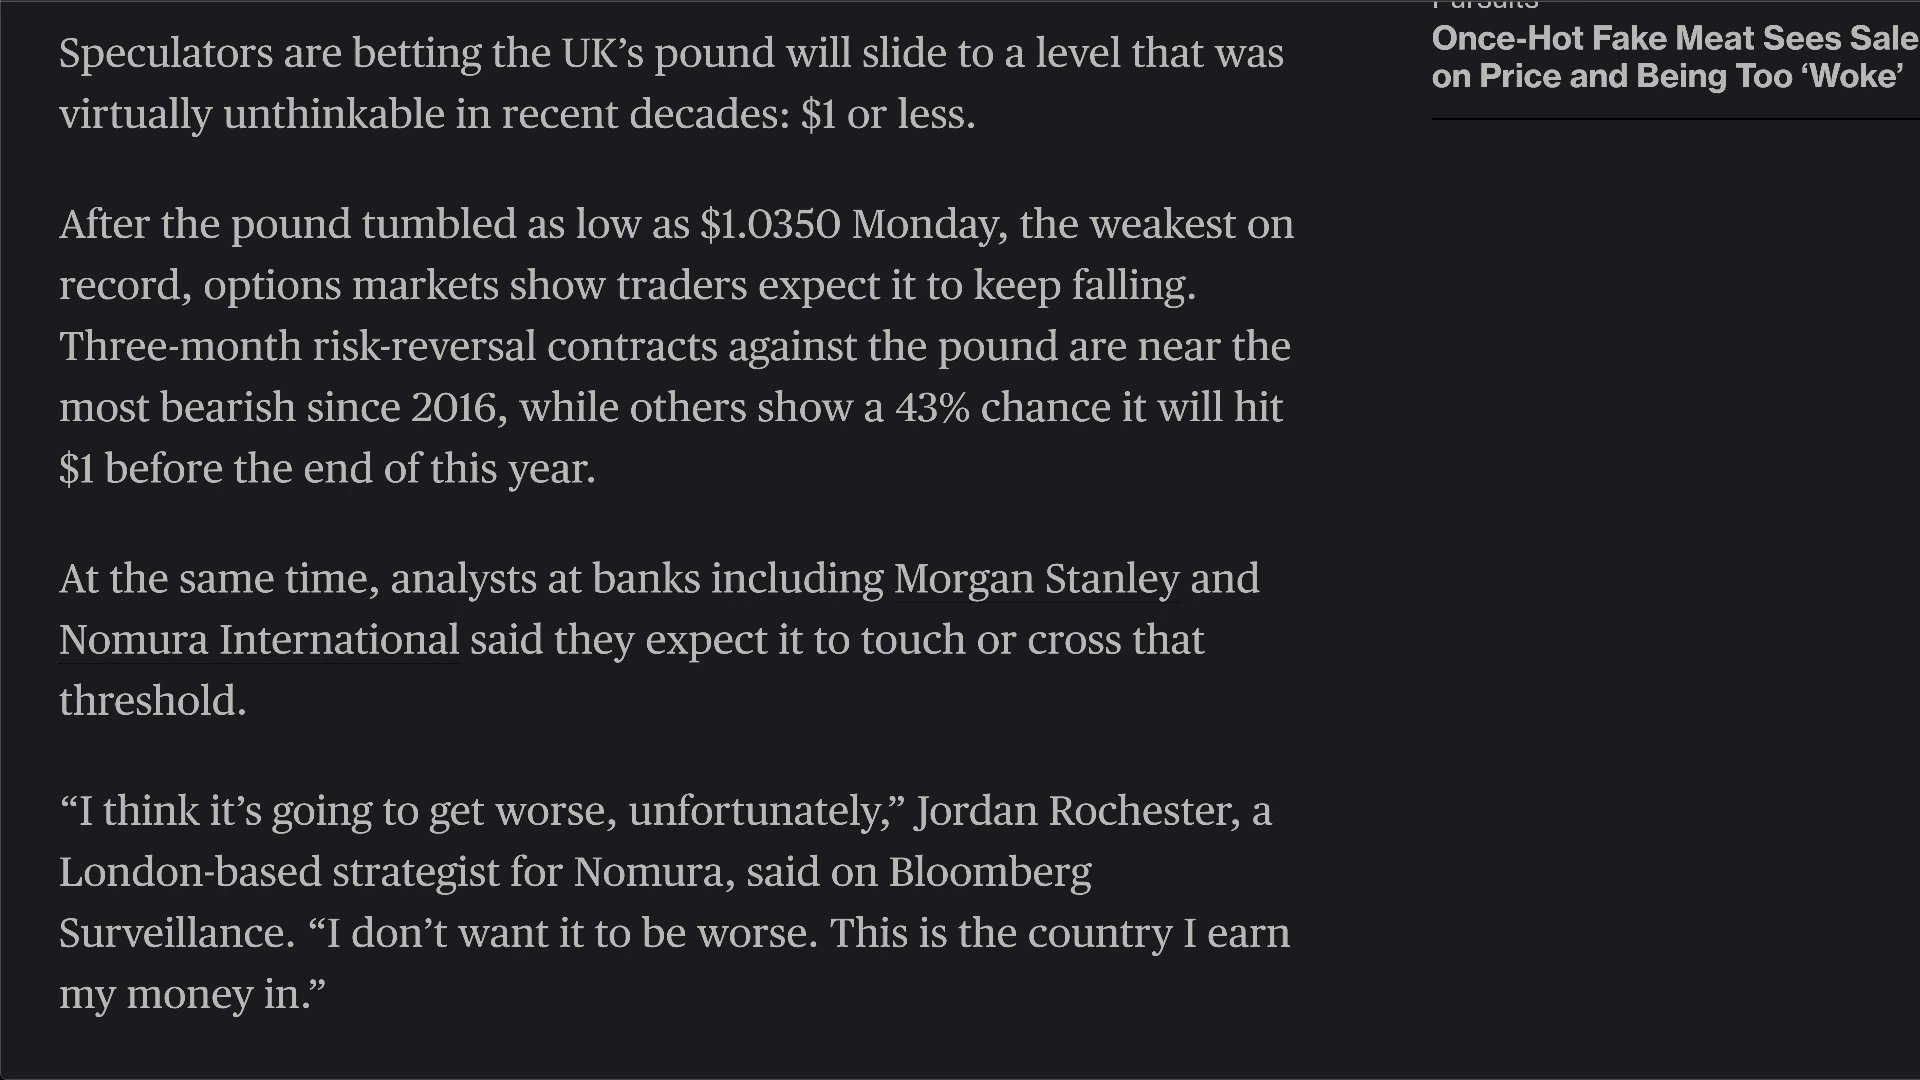 Speculators are betting the UK’s pound will slide to a level that was
virtually unthinkable in recent decades: $1 or less.
After the pound tumbled as low as $1.0350 Monday, the weakest on
record, options markets show traders expect it to keep falling.
Three-month risk-reversal contracts against the pound are near the
most bearish since 2016, while others show a 43% chance it will hit
$1 before the end of this year.
At the same time, analysts at banks including Morgan Stanley and
Nomura International said they expect it to touch or cross that
threshold.
“I think it’s going to get worse, unfortunately,” Jordan Rochester, a
London-based strategist for Nomura, said on Bloomberg
Surveillance. “I don’t want it to be worse. This is the country I earn
my money in.”
Pursuits
Once-Hot Fake Meat Sees Sale
on Price and Being Too ‘Woke’